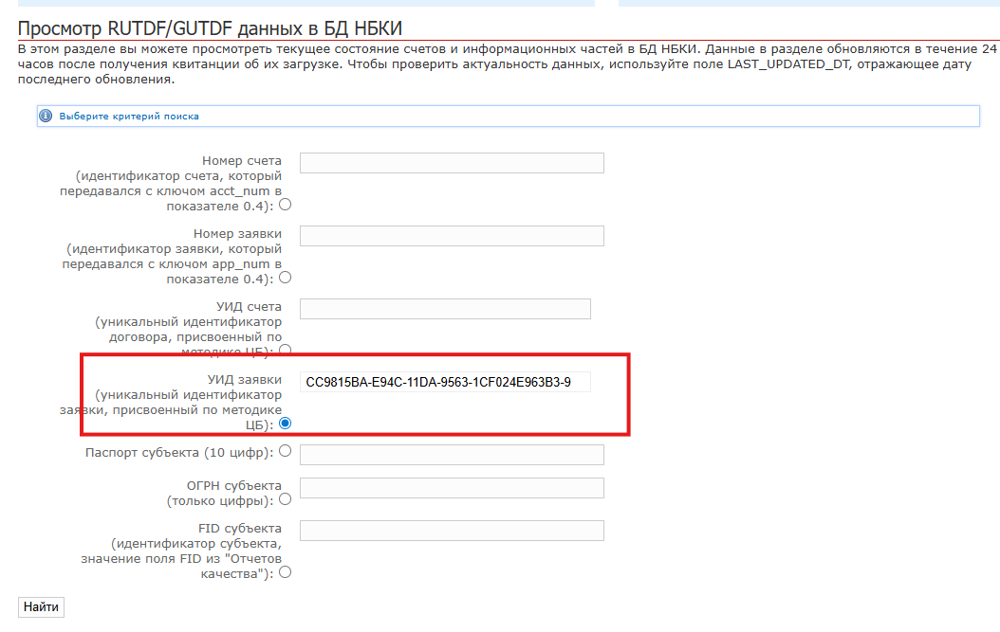 Просмотр RUTDF/GUTDF данных в БД НБКИ
В этом разделе вы можете просмотреть текущее состояние счетов и информационных частей в БД НБКИ. Данные в разделе обновляются в течение 24
часов после получения квитанции об их загрузке. Чтобы проверить актуальность данных, используйте поле LAST_UPDATED_DT, отражающее дату
последнего обновления.
Выберите критерий поиска
Номер счета
(идентификатор счета, который
передавался с ключом acct_num в
показателе 0.4):
Номер заявки
(идентификатор заявки, который
передавался с ключом app_num в
показателе 0.4):
УИД счета
(уникальный идентификатор
договора, присвоенный по
методике ЦБ):
УИД заявки
(уникальный идентификатор
заявки, присвоенный по методике
ЦБ):
CC9815BA-E94C-11DA-9563-1CF024E963B3-9
Паспорт субъекта (10 цифр):
ОГРН субъекта
(только цифры):
FID субъекта
(идентификатор субъекта,
значение поля FID из "Отчетов
качества"):
Найти